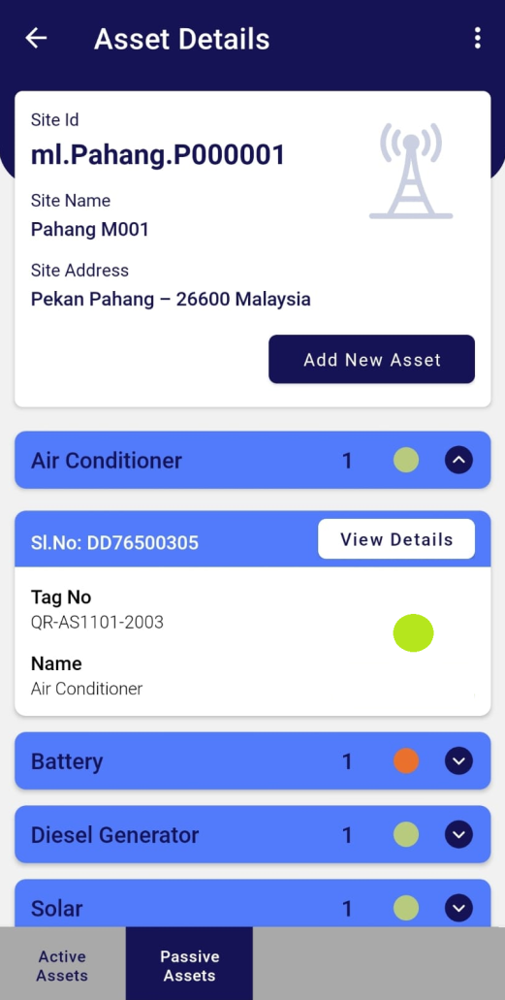 Asset Details
Site Id
ml.Pahang.P000001
Site Name
Pahang M001
Site Address
Pekan Pahang – 26600 Malaysia
Add New Asset
Air Conditioner 1
Sl.No: DD76500305 View Details
Tag No
QR-AS1101-2003
Name
Air Conditioner
Battery 1
Diesel Generator 1
Solar 1
Active Assets
Passive Assets